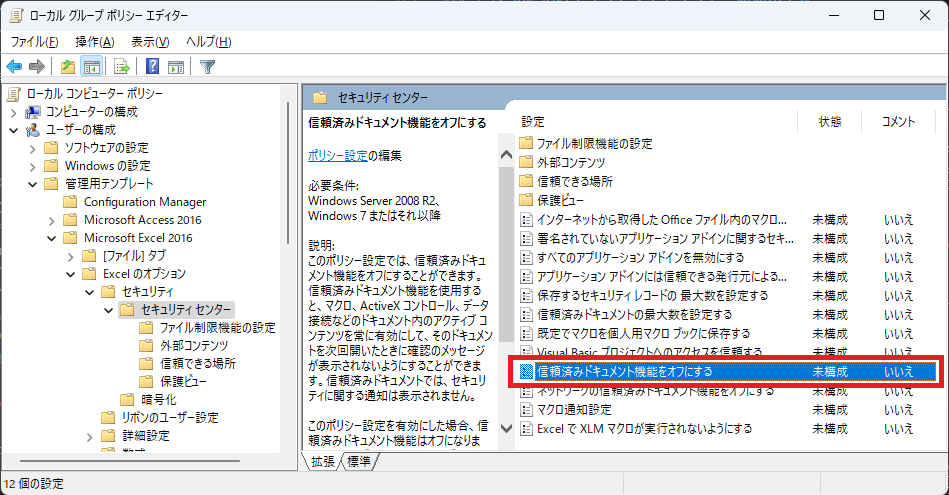 ローカル グループ ポリシー エディター
ファイル(F) 操作(A) 表示(V) ヘルプ(H)
ローカル コンピューター ポリシー
コンピューターの構成
ユーザーの構成
ソフトウェアの設定
Windows の設定
管理用テンプレート
Configuration Manager
Microsoft Access 2016
Microsoft Excel 2016
[ファイル] タブ
Excel のオプション
セキュリティ
セキュリティ センター
ファイル制限機能の設定
外部コンテンツ
信頼できる場所
保護ビュー
暗号化
リボンのユーザー設定
詳細設定
数式
セキュリティ センター
信頼済みドキュメント機能をオフにする
ポリシー設定の編集
必要条件:
Windows Server 2008 R2、
Windows 7 またはそれ以降
説明:
このポリシー設定では、信頼済みドキュ
メント機能をオフにすることができます。
信頼済みドキュメント機能を使用する
と、マクロ、ActiveX コントロール、データ
接続などのドキュメント内のアクティブ コ
ンテンツを常に有効にして、そのドキュメン
トを次回開いたときに確認のメッセージ
が表示されないようにすることができま
す。信頼済みドキュメントでは、セキュリ
ティに関する通知は表示されません。
このポリシー設定を有効にした場合、信
頼済みドキュメント機能はオフになりま
設定 状態 コメント
ファイル制限機能の設定
外部コンテンツ
信頼できる場所
保護ビュー
インターネットから取得した Office ファイル内のマクロ... 未構成 いいえ
署名されていないアプリケーション アドインに関するセキ... 未構成 いいえ
すべてのアプリケーション アドインを無効にする 未構成 いいえ
アプリケーション アドインには信頼できる発行元による... 未構成 いいえ
保存するセキュリティ レコードの 最大数を設定する 未構成 いいえ
信頼済みドキュメントの最大数を設定する 未構成 いいえ
既定でマクロを個人用マクロ ブックに保存する 未構成 いいえ
Visual Basic プロジェクトへのアクセスを信頼する 未構成 いいえ
信頼済みドキュメント機能をオフにする 未構成 いいえ
ネットワークの信頼済みドキュメント機能をオフにする 未構成 いいえ
マクロ通知設定 未構成 いいえ
Excel で XLM マクロが実行されないようにする 未構成 いいえ
拡張 標準
12 個の設定